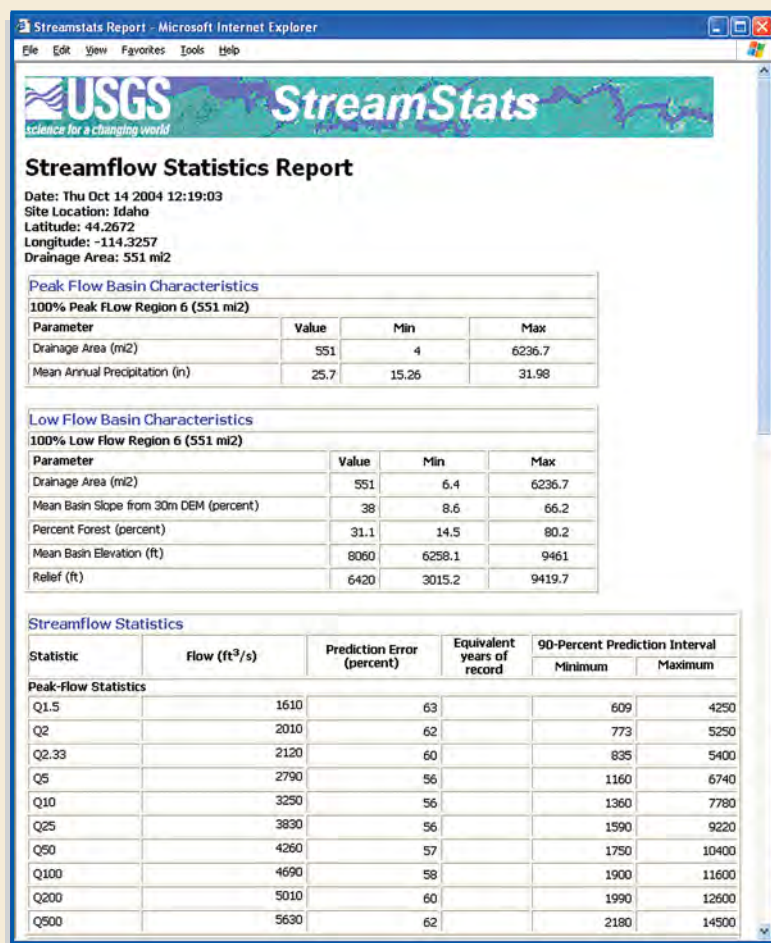 Streamstats Report - Microsoft Internet Explorer
File Edit View Favorites Tools Help
USGS
science for a changing world
StreamStats
Streamflow Statistics Report
Date: Thu Oct 14 2004 12:19:03
Site Location: Idaho
Latitude: 44.2672
Longitude: -114.3257
Drainage Area: 551 mi2
Peak Flow Basin Characteristics
100% Peak FLow Region 6 (551 mi2)
Parameter Value Min Max
Drainage Area (mi2) 551 4 6236.7
Mean Annual Precipitation (in) 25.7 15.26 31.98
Low Flow Basin Characteristics
100% Low Flow Region 6 (551 mi2)
Parameter Value Min Max
Drainage Area (mi2) 551 6.4 6236.7
Mean Basin Slope from 30m DEM (percent) 38 8.6 66.2
Percent Forest (percent) 31.1 14.5 80.2
Mean Basin Elevation (ft) 8060 6258.1 9461
Relief (ft) 6420 3015.2 9419.7
Streamflow Statistics
Statistic Flow (ft³/s) Prediction Error (percent) Equivalent years of record 90-Percent Prediction Interval
Minimum Maximum
Peak-Flow Statistics
Q1.5 1610 63 609 4250
Q2 2010 62 773 5250
Q2.33 2120 60 835 5400
Q5 2790 56 1160 6740
Q10 3250 56 1360 7780
Q25 3830 56 1590 9220
Q50 4260 57 1750 10400
Q100 4690 58 1900 11600
Q200 5010 60 1990 12600
Q500 5630 62 2180 14500